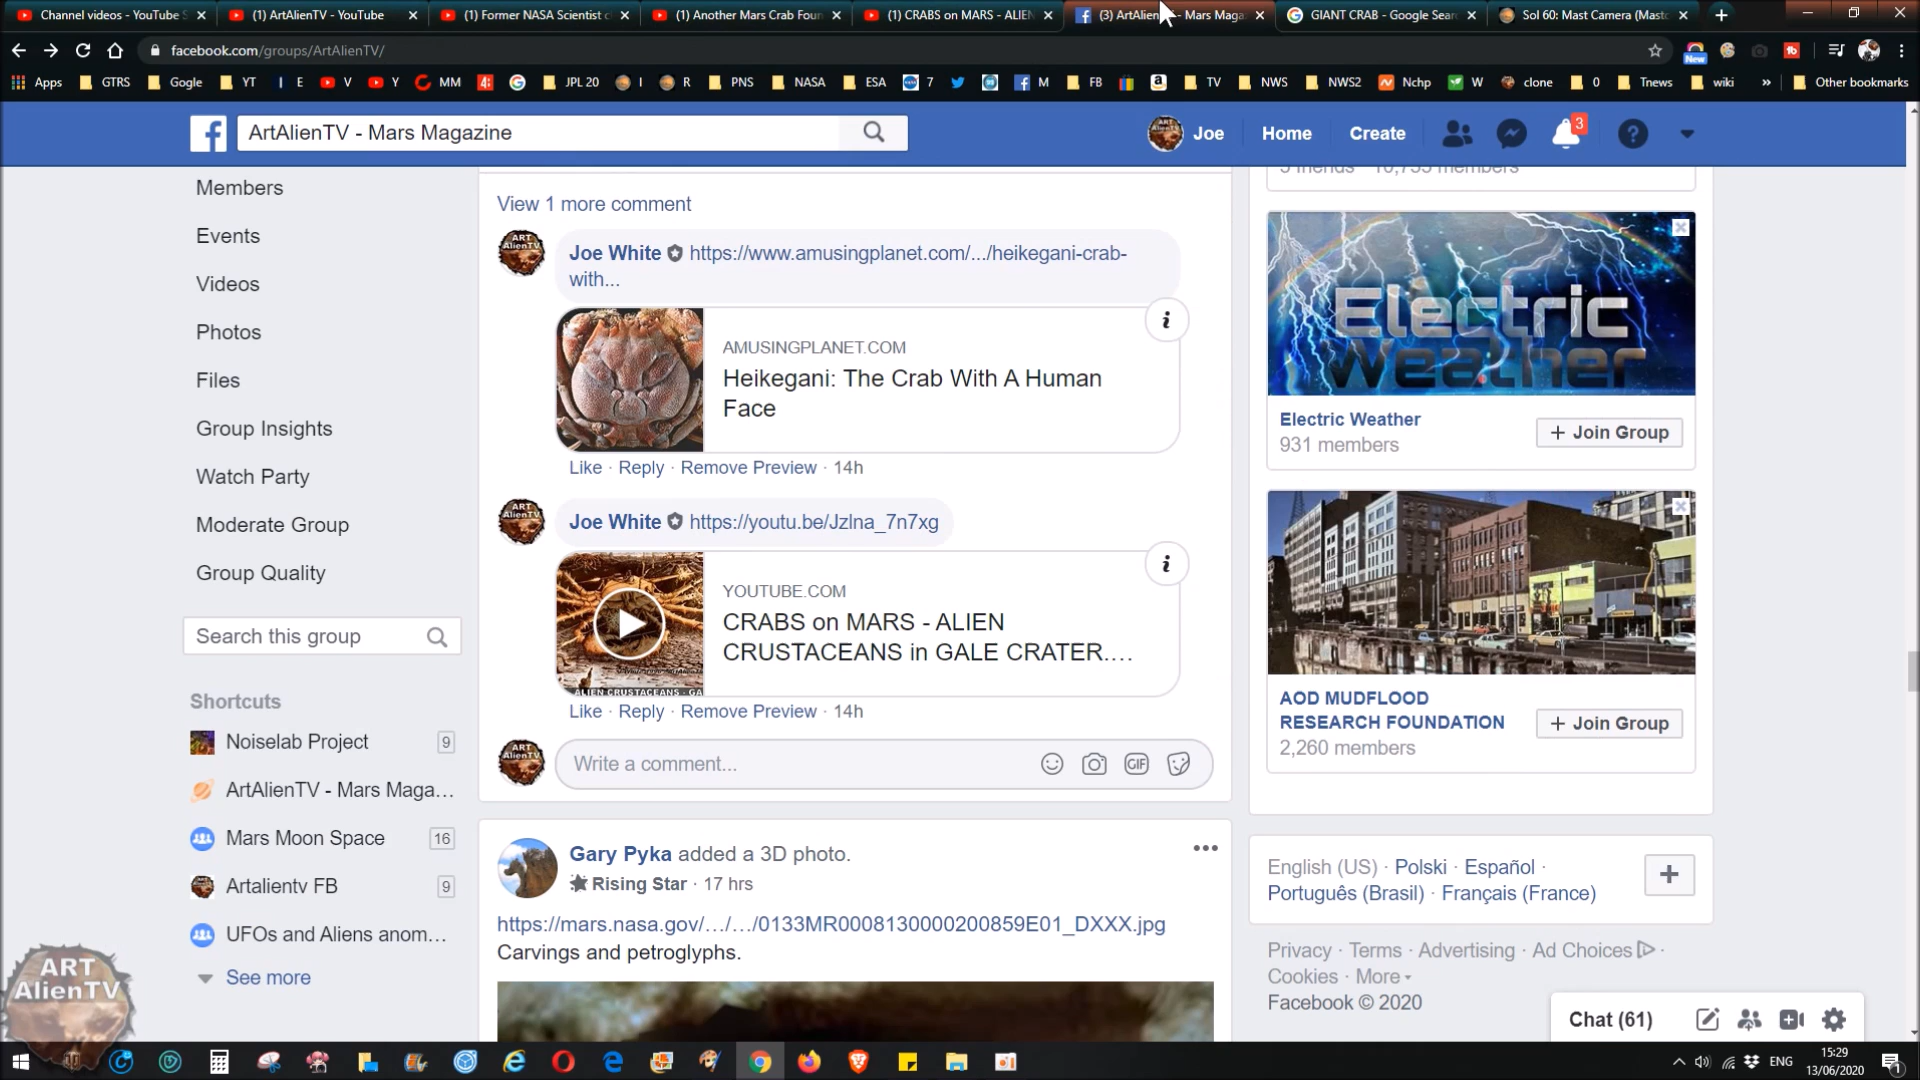 Channel videos - YouTube S
(1) ArtAlienTV - YouTube
(1) Former NASA Scientist c
(1) Another Mars Crab Foun
(1) CRABS on MARS - ALIEN
(3) ArtAlien
- Mars Maga
GIANT CRAB - Google Sear
Sol 60: Mast Camera (Mastc
facebook.com/groups/ArtAlienTV/
New
Apps GTRS Google YT E V Y MM JPL 20 I R PNS NASA ESA 7 M FB TV NWS NWS2 Nchp W clone 0 Tnews wiki » Other bookmarks
ArtAlienTV - Mars Magazine
Joe Home Create 3
Members
Events
Videos
Photos
Files
Group Insights
Watch Party
Moderate Group
Group Quality
Search this group
Shortcuts
Noiselab Project 9
ArtAlienTV - Mars Maga...
Mars Moon Space 16
Artalientv FB 9
UFOs and Aliens anom...
See more
ART
AlienTV
View 1 more comment
Joe White https://www.amusingplanet.com/.../heikegani-crab-
with...
AMUSINGPLANET.COM
Heikegani: The Crab With A Human
Face
Like · Reply · Remove Preview · 14h
Joe White https://youtu.be/Jzlna_7n7xg
YOUTUBE.COM
CRABS on MARS - ALIEN
CRUSTACEANS in GALE CRATER....
ALIEN CRUSTACEANS - GA
Like · Reply · Remove Preview · 14h
Write a comment...
GIF
Gary Pyka added a 3D photo.
Rising Star · 17 hrs
https://mars.nasa.gov/.../.../0133MR0008130000200859E01_DXXX.jpg
Carvings and petroglyphs.
Electric
Weather
Electric Weather
931 members
+ Join Group
AOD MUDFLOOD
RESEARCH FOUNDATION
2,260 members
+ Join Group
English (US) · Polski · Español ·
Português (Brasil) · Français (France)
Privacy · Terms · Advertising · Ad Choices ·
Cookies · More
Facebook © 2020
Chat (61)
ENG
15:29
13/06/2020